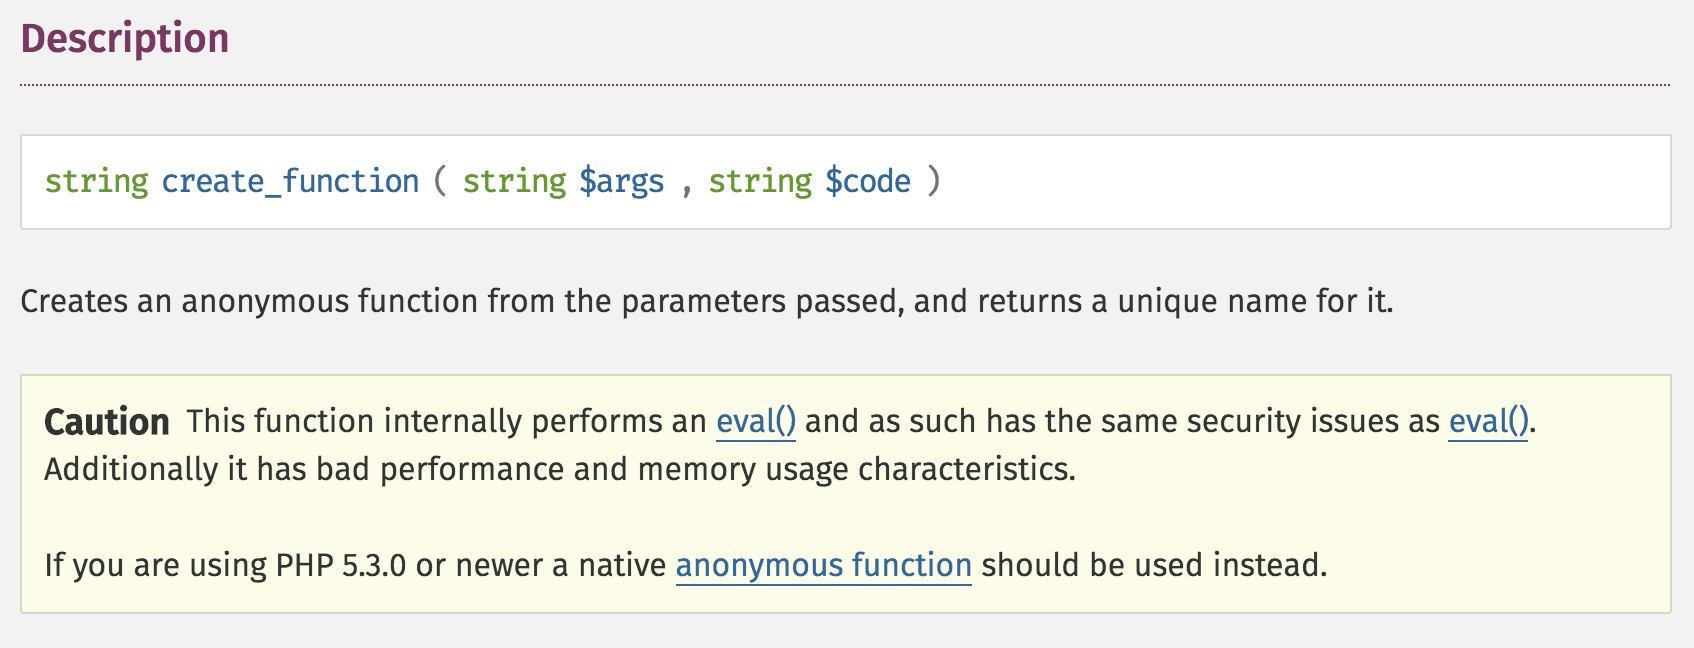 Description
string create_function ( string $args , string $code )
Creates an anonymous function from the parameters passed, and returns a unique name for it.
Caution This function internally performs an eval() and as such has the same security issues as eval().
Additionally it has bad performance and memory usage characteristics.
If you are using PHP 5.3.0 or newer a native anonymous function should be used instead.